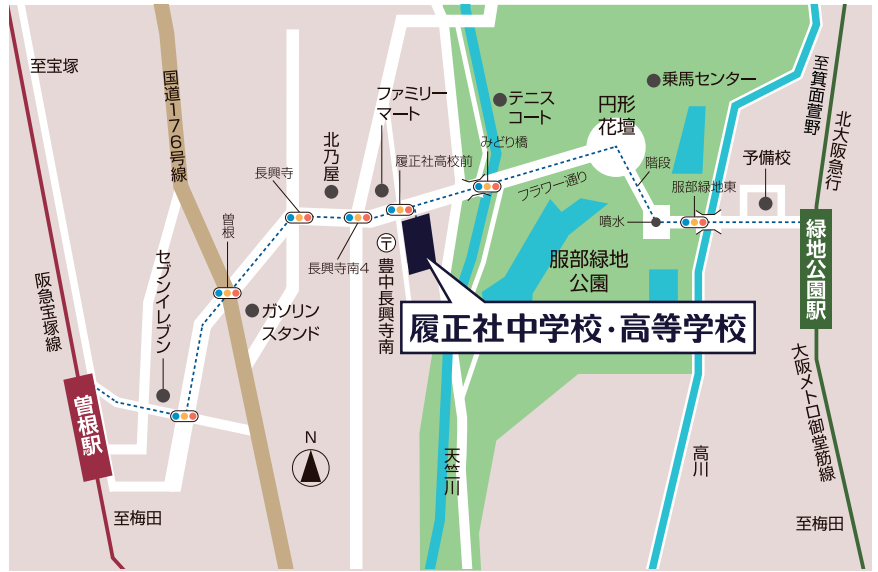 至宝塚
国道176号線
ファミリー
マート
北乃屋
長興寺
履正社高校前
テニス
コート
みどり橋
円形
花壇
乗馬センター
至箕面萱野
北大阪急行
階段
予備校
服部緑地東
フラワー通り
噴水
曽根
長興寺南4
〒
豊中長興寺南
服部緑地
公園
緑地公園駅
セブンイレブン
ガソリン
スタンド
阪急宝塚線
履正社中学校・高等学校
曽根駅
大阪メトロ御堂筋線
N
天竺川
高川
至梅田
至梅田